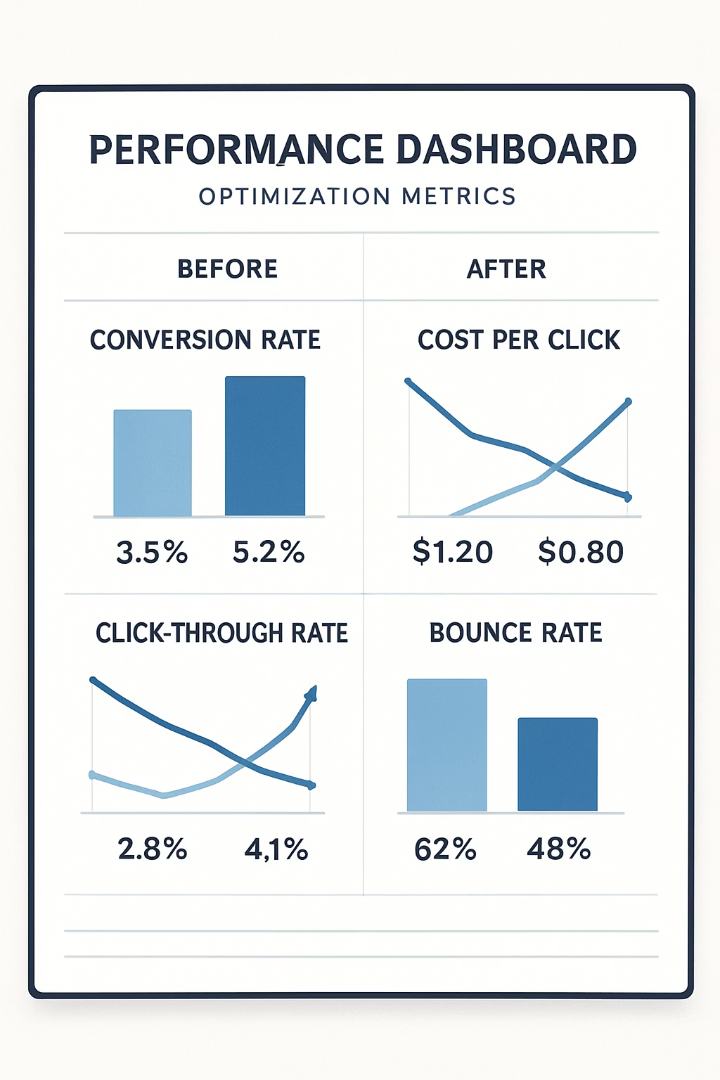 PERFORMANCE DASHBOARD
OPTIMIZATION METRICS
BEFORE AFTER
CONVERSION RATE COST PER CLICK
3.5% 5.2% $1.20 $0.80
CLICK-THROUGH RATE BOUNCE RATE
2.8% 4,1% 62% 48%